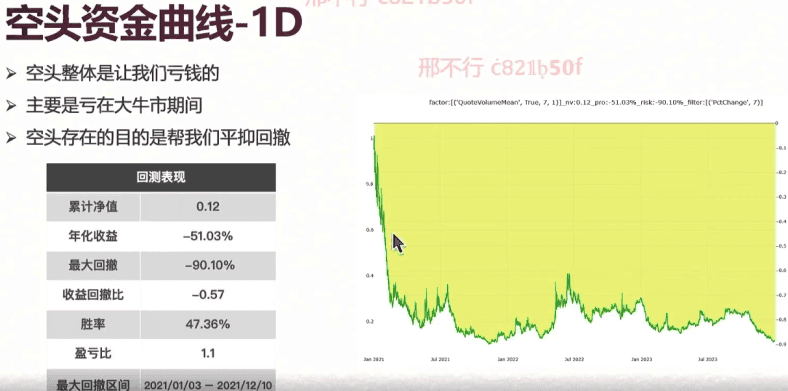 空头资金曲线-1D
邢不行 c821b50f
➢ 空头整体是让我们亏钱的
➢ 主要是亏在大牛市期间
➢ 空头存在的目的是帮我们平抑回撤
回测表现
累计净值 0.12
年化收益 −51.03%
最大回撤 −90.10%
收益回撤比 −0.57
胜率 47.36%
盈亏比 1.1
最大回撤区间 2021/01/03 — 2021/12/10
factor:[('QuoteVolumeMean', True, 7, 1)]_nv:0.12_pro:-51.03%_risk:-90.10%_filter:[('PctChange', 7)]
1
0.8
0.6
0.4
0.2
0
-0.1
-0.2
-0.3
-0.4
-0.5
-0.6
-0.7
-0.8
-0.9
Jan 2021 Jul 2021 Jan 2022 Jul 2022 Jan 2023 Jul 2023